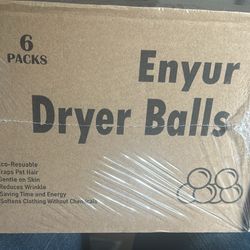 6
PACKS
Enyur
Dryer Balls
Eco-Resuable
Traps Pet Hair
Gentle on Skin
Reduces Wrinkle
Saving Time and Energy
Softens Clothing Without Chemicals